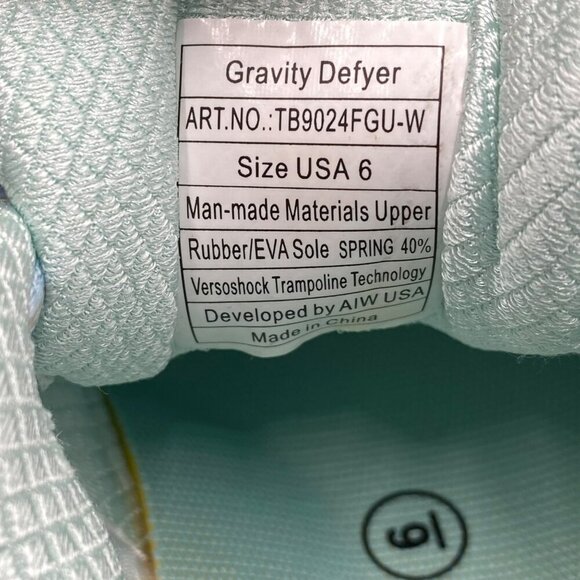 Gravity Defyer
ART.NO.:TB9024FGU-W
Size USA 6
Man-made Materials Upper
Rubber/EVA Sole SPRING 40%
Versoshock Trampoline Technology
Developed by AIW USA
Made in China